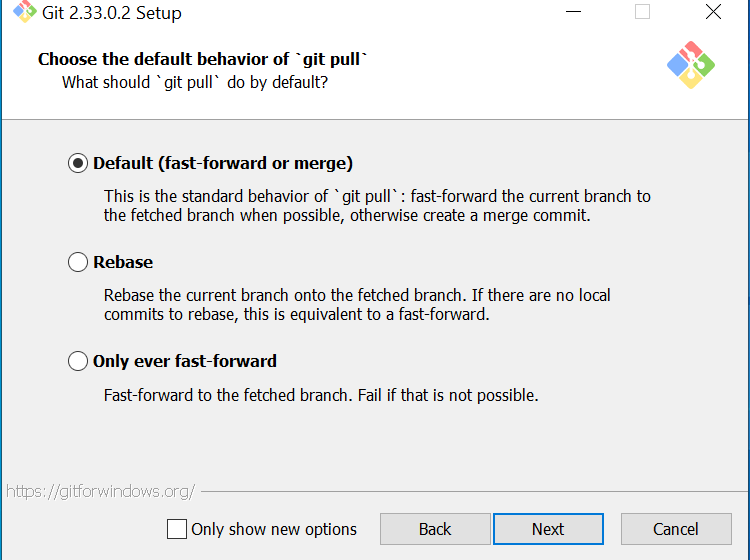 Git 2.33.0.2 Setup
Choose the default behavior of `git pull`
What should `git pull` do by default?
Default (fast-forward or merge)
This is the standard behavior of `git pull`: fast-forward the current branch to
the fetched branch when possible, otherwise create a merge commit.
Rebase
Rebase the current branch onto the fetched branch. If there are no local
commits to rebase, this is equivalent to a fast-forward.
Only ever fast-forward
Fast-forward to the fetched branch. Fail if that is not possible.
https://gitforwindows.org/
Only show new options
Back
Next
Cancel